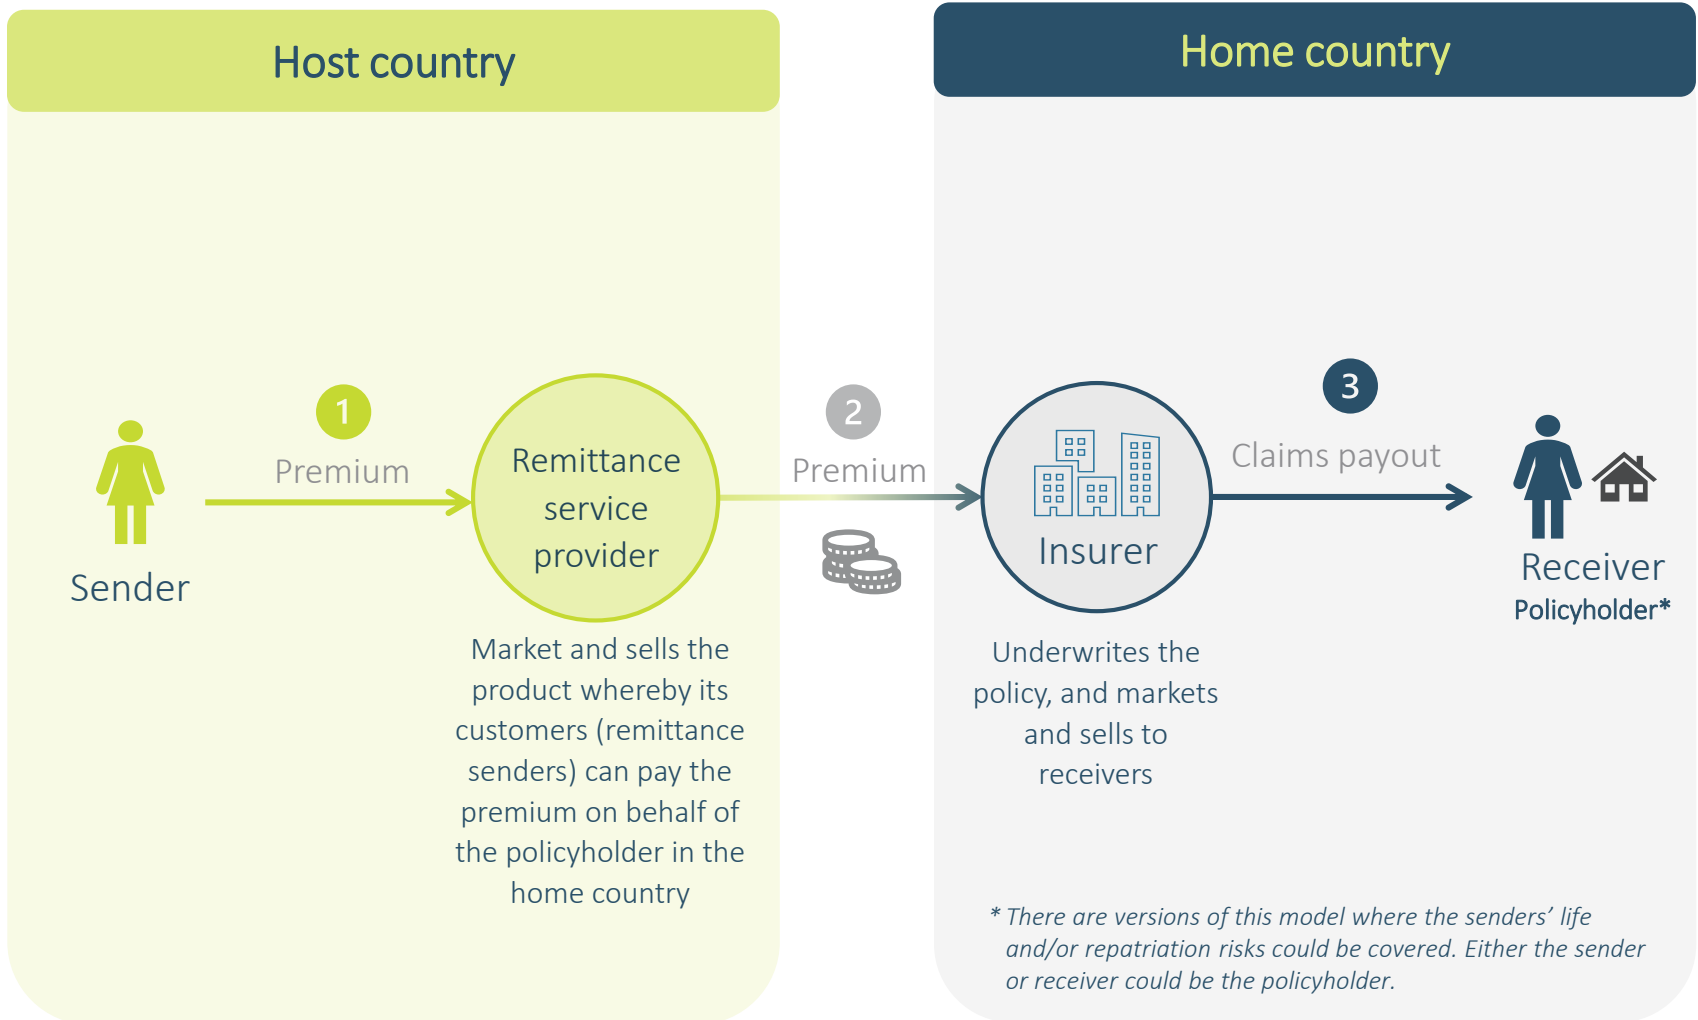 Host country
Home country
1
Premium
2
Premium
3
Claims payout
Sender
Remittance
service
provider
Insurer
Receiver
Policyholder*
Market and sells the
product whereby its
customers (remittance
senders) can pay the
premium on behalf of
the policyholder in the
home country
Underwrites the
policy, and markets
and sells to
receivers
* There are versions of this model where the senders’ life
and/or repatriation risks could be covered. Either the sender
or receiver could be the policyholder.